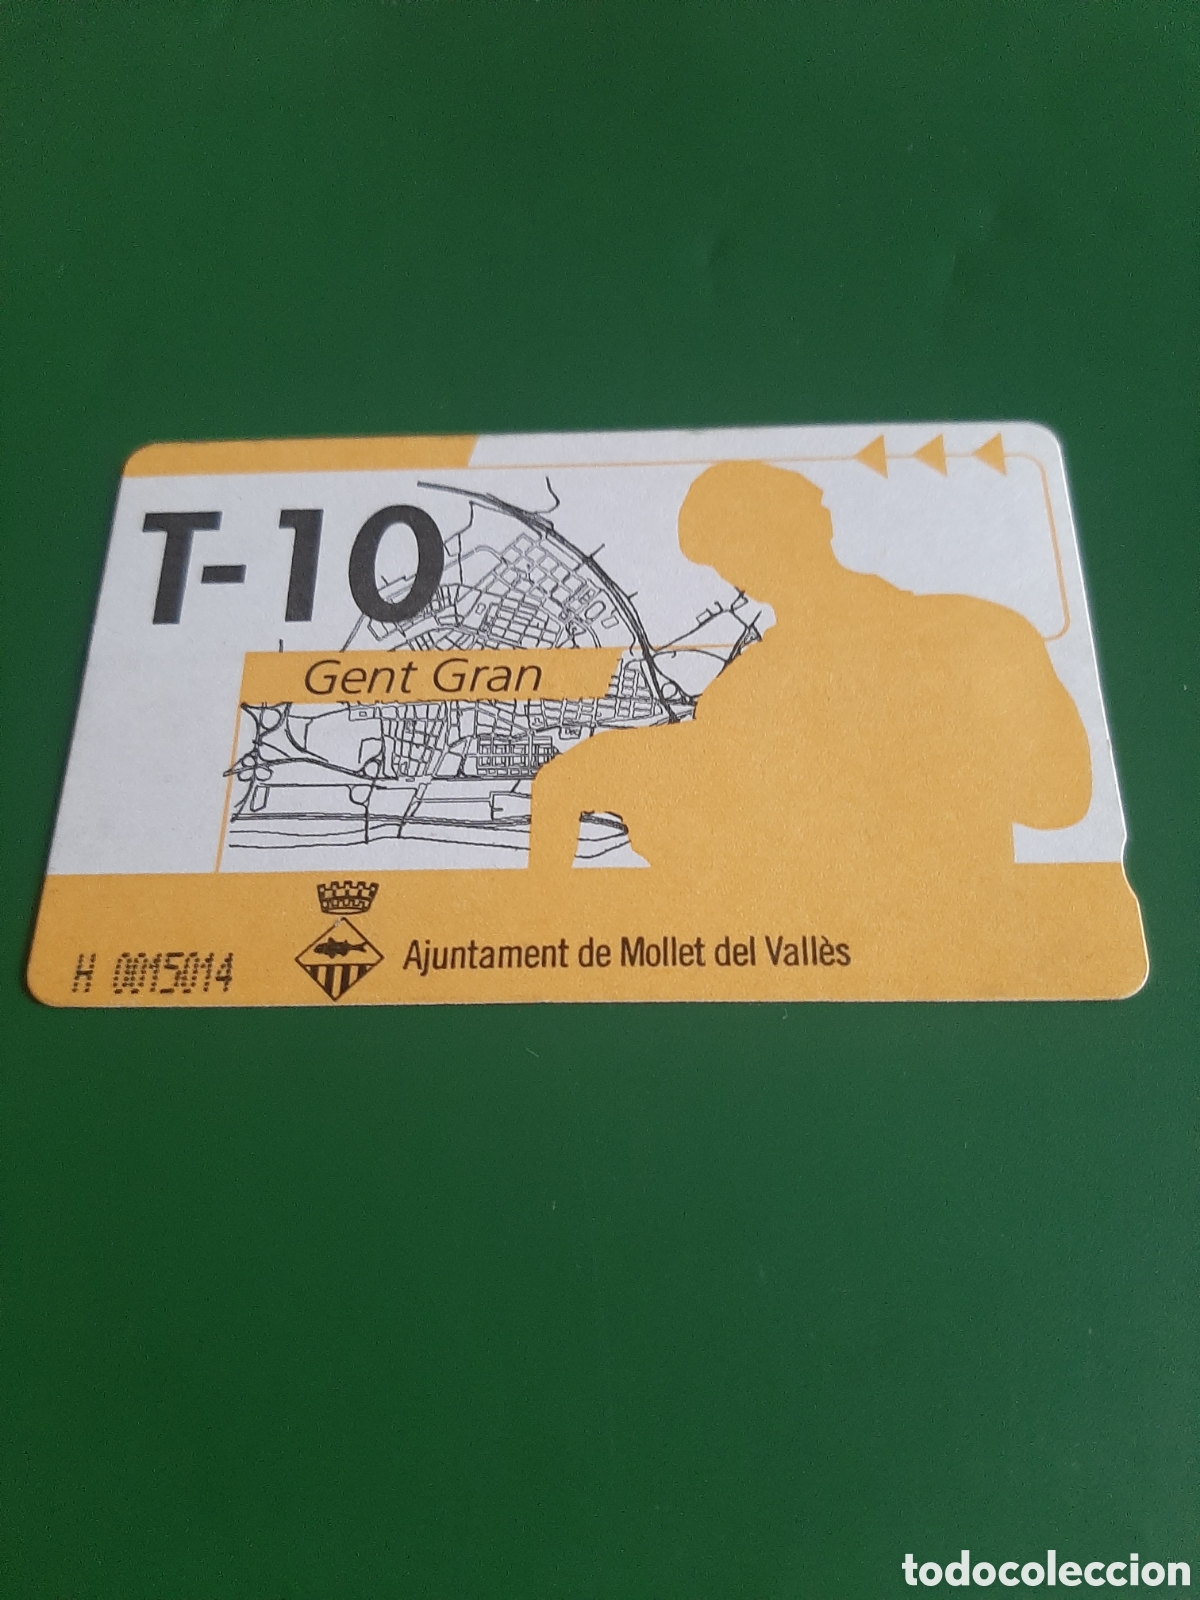 T-10
Gent Gran
Ajuntament de Mollet del Vallès
H 0015014
todocoleccion